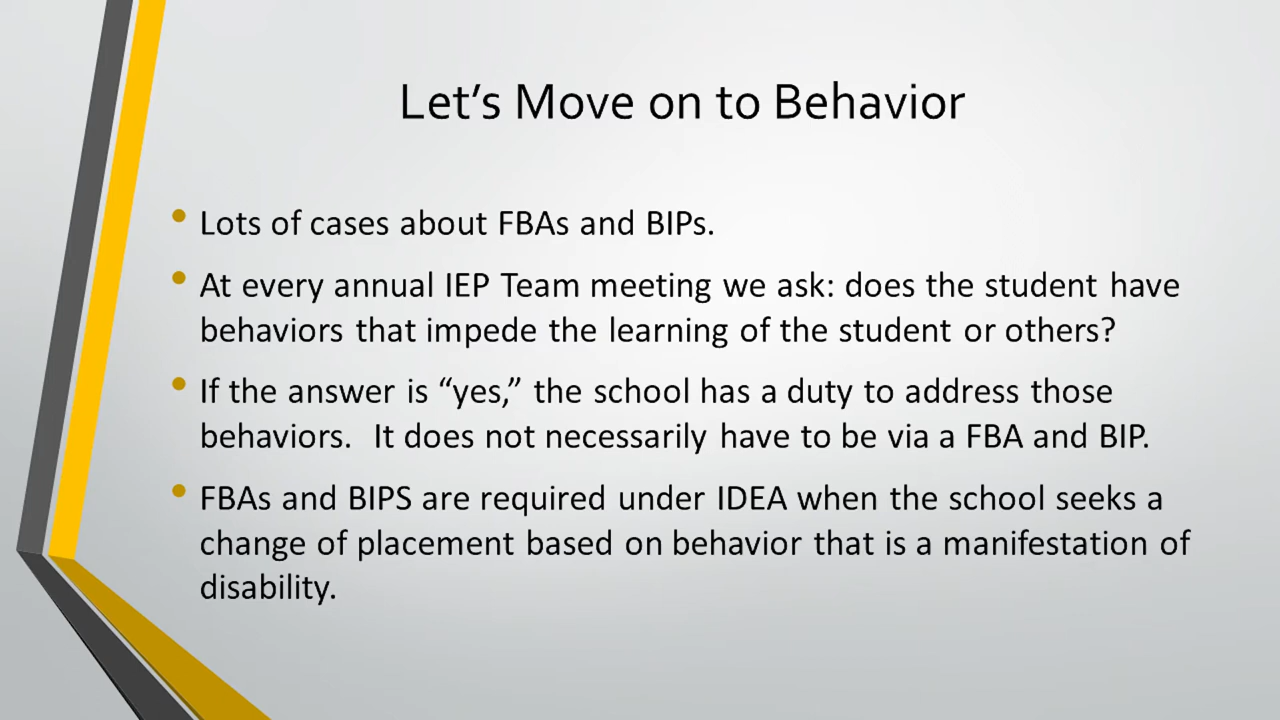 Let's Move on to Behavior
• Lots of cases about FBAs and BIPs.
• At every annual IEP Team meeting we ask: does the student have
behaviors that impede the learning of the student or others?
• If the answer is “yes,” the school has a duty to address those
behaviors.  It does not necessarily have to be via a FBA and BIP.
• FBAs and BIPS are required under IDEA when the school seeks a
change of placement based on behavior that is a manifestation of
disability.